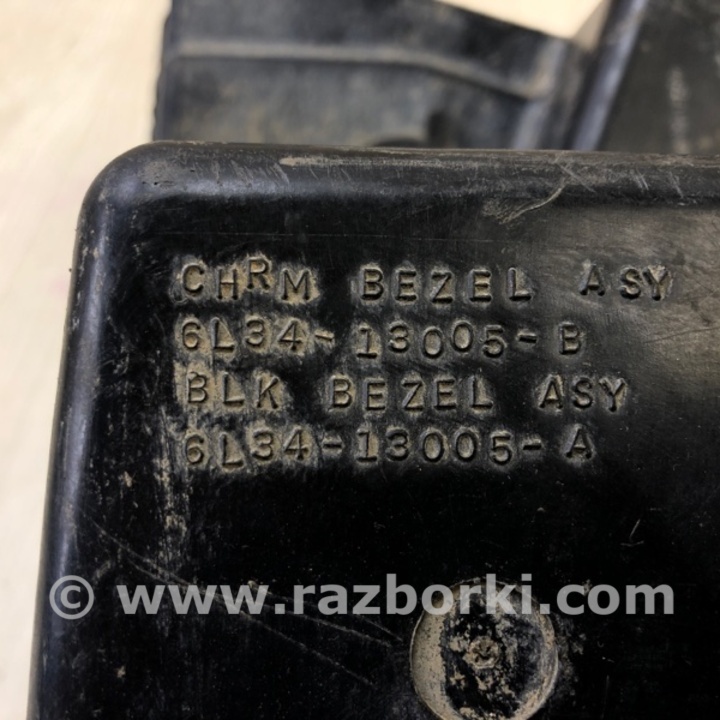 CHRM BEZEL ASY
6L34-13005-B
BLK BEZEL ASY
6L34-13005-A
© www.razborki.com